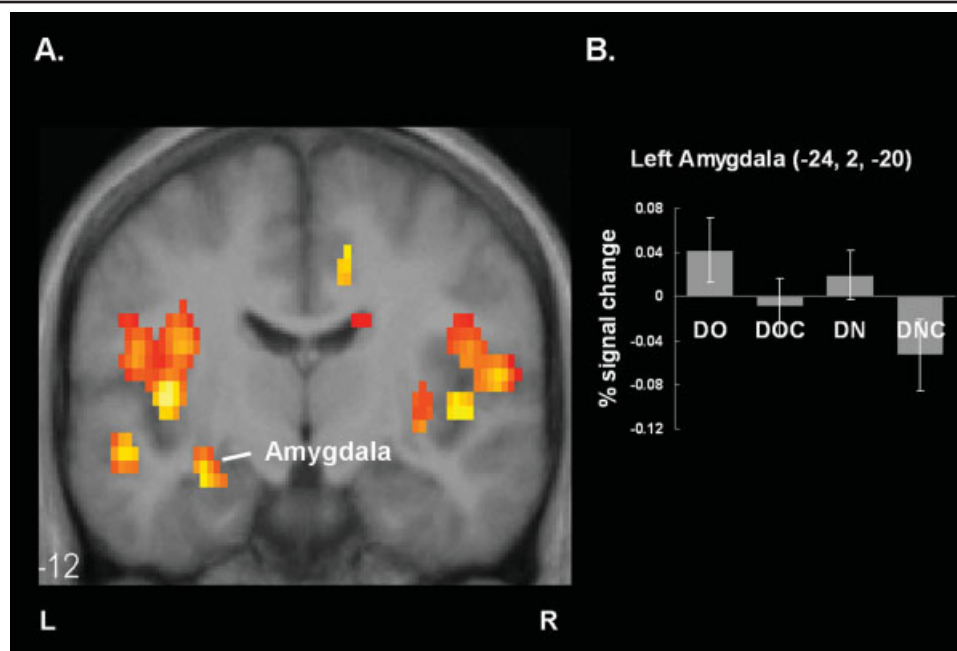 A.
B.
Left Amygdala (-24, 2, -20)
0.08
0.04
0
-0.04
-0.08
-0.12
% signal change
DO DOC DN DNC
Amygdala
-12
L R